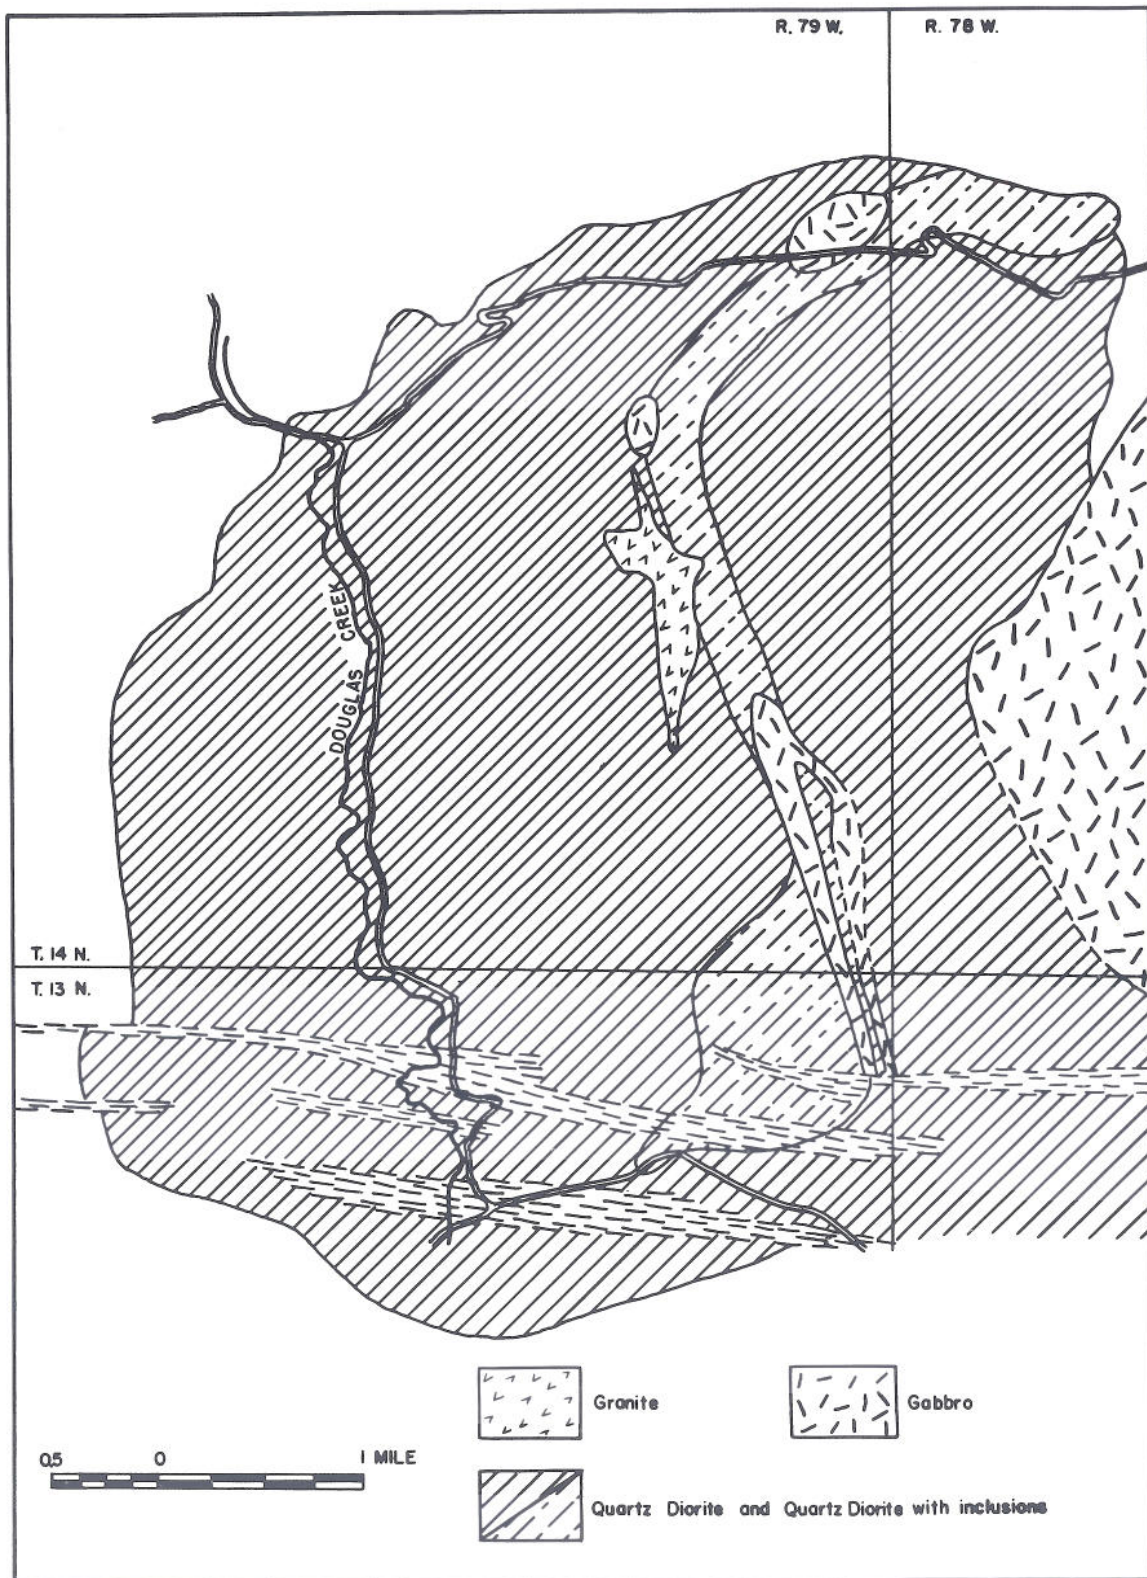 R. 79 W. R. 78 W.
DOUGLAS CREEK
T. 14 N.
T. 13 N.
Granite Gabbro
0.5 0 1 MILE
Quartz Diorite and Quartz Diorite with inclusions